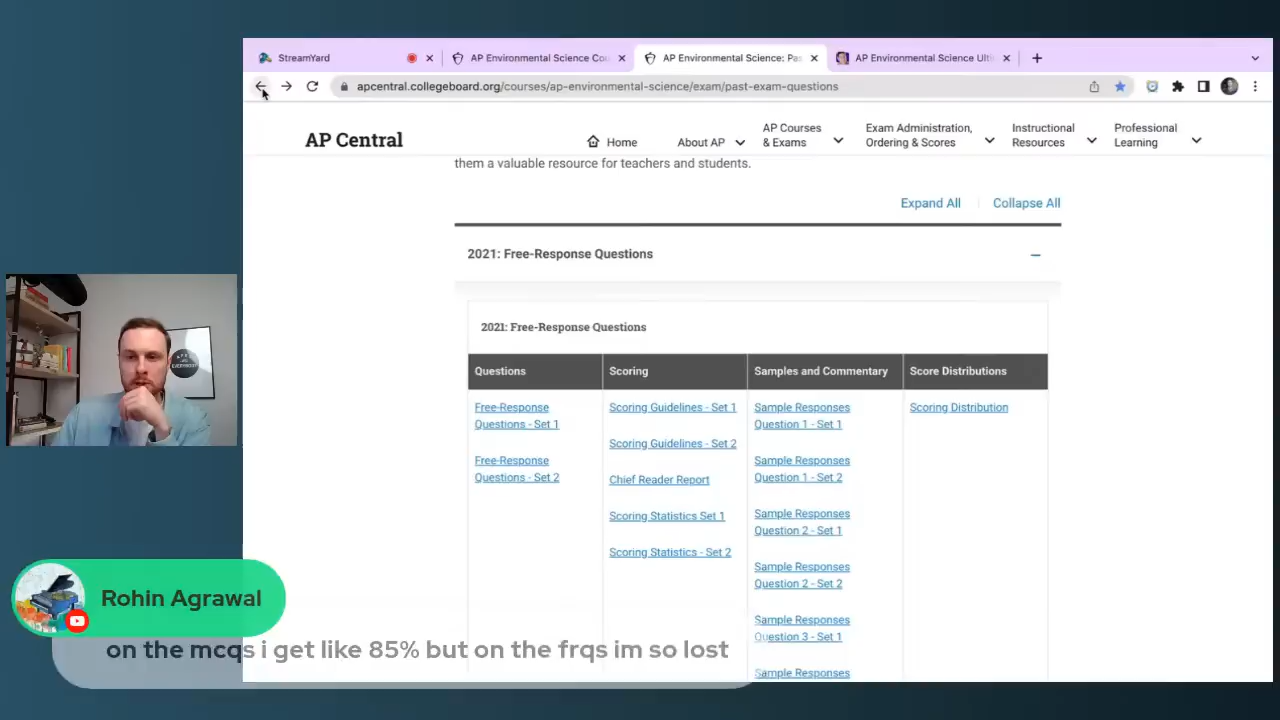 StreamYard
AP Environmental Science Cou
AP Environmental Science: Pas
AP Environmental Science Ulti
apcentral.collegeboard.org/courses/ap-environmental-science/exam/past-exam-questions
AP Central
Home
About AP
AP Courses
& Exams
Exam Administration,
Ordering & Scores
Instructional
Resources
Professional
Learning
them a valuable resource for teachers and students.
Expand All
Collapse All
2021: Free-Response Questions
2021: Free-Response Questions
Questions
Scoring
Samples and Commentary
Score Distributions
Free-Response
Questions - Set 1
Free-Response
Questions - Set 2
Scoring Guidelines - Set 1
Scoring Guidelines - Set 2
Chief Reader Report
Scoring Statistics Set 1
Scoring Statistics - Set 2
Sample Responses
Question 1 - Set 1
Sample Responses
Question 1 - Set 2
Sample Responses
Question 2 - Set 1
Sample Responses
Question 2 - Set 2
Sample Responses
Question 3 - Set 1
Sample Responses
Scoring Distribution
Rohin Agrawal
on the mcqs i get like 85% but on the frqs im so lost